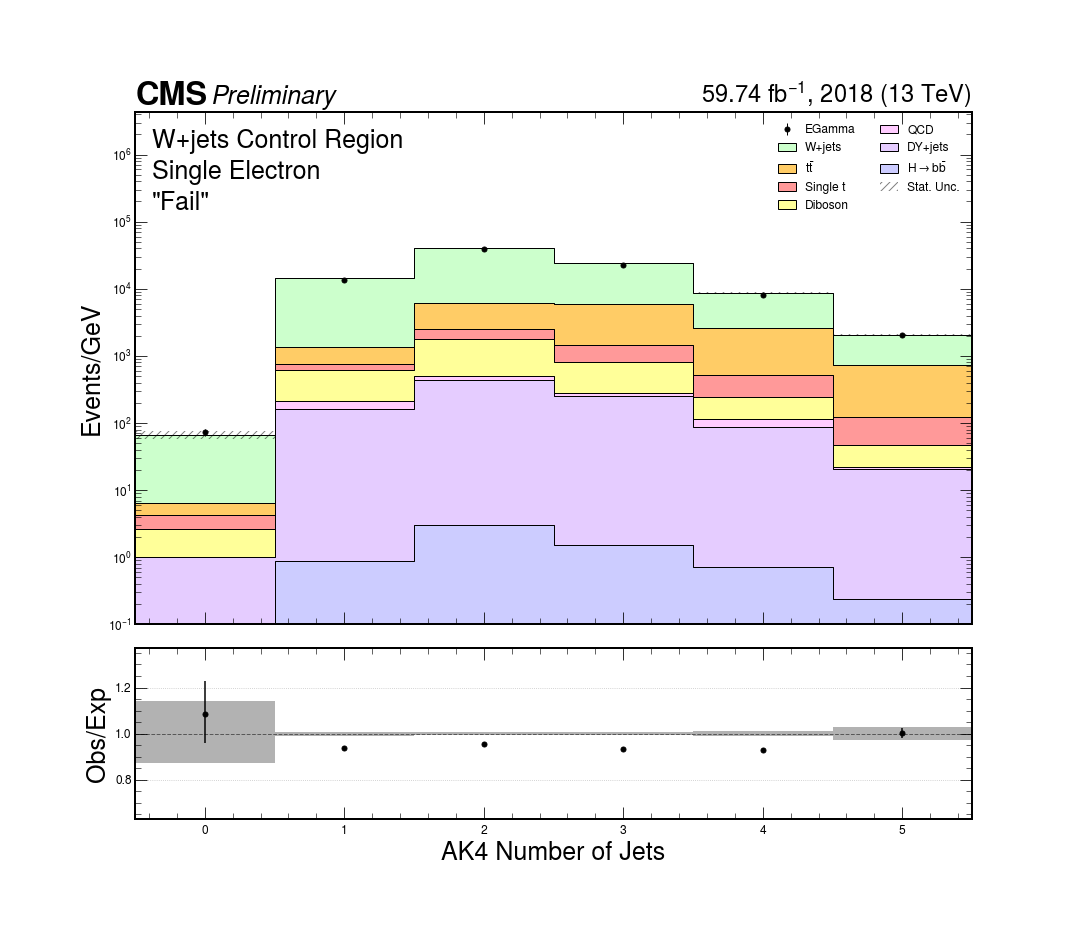 CMS Preliminary
59.74 fb⁻¹, 2018 (13 TeV)
W+jets Control Region
Single Electron
"Fail"
EGamma
W+jets
tt̄
Single t
Diboson
QCD
DY+jets
H→bb̄
Stat. Unc.
Events/GeV
10⁶
10⁵
10⁴
10³
10²
10¹
10⁰
10⁻¹
Obs/Exp
1.2
1.0
0.8
0 1 2 3 4 5
AK4 Number of Jets